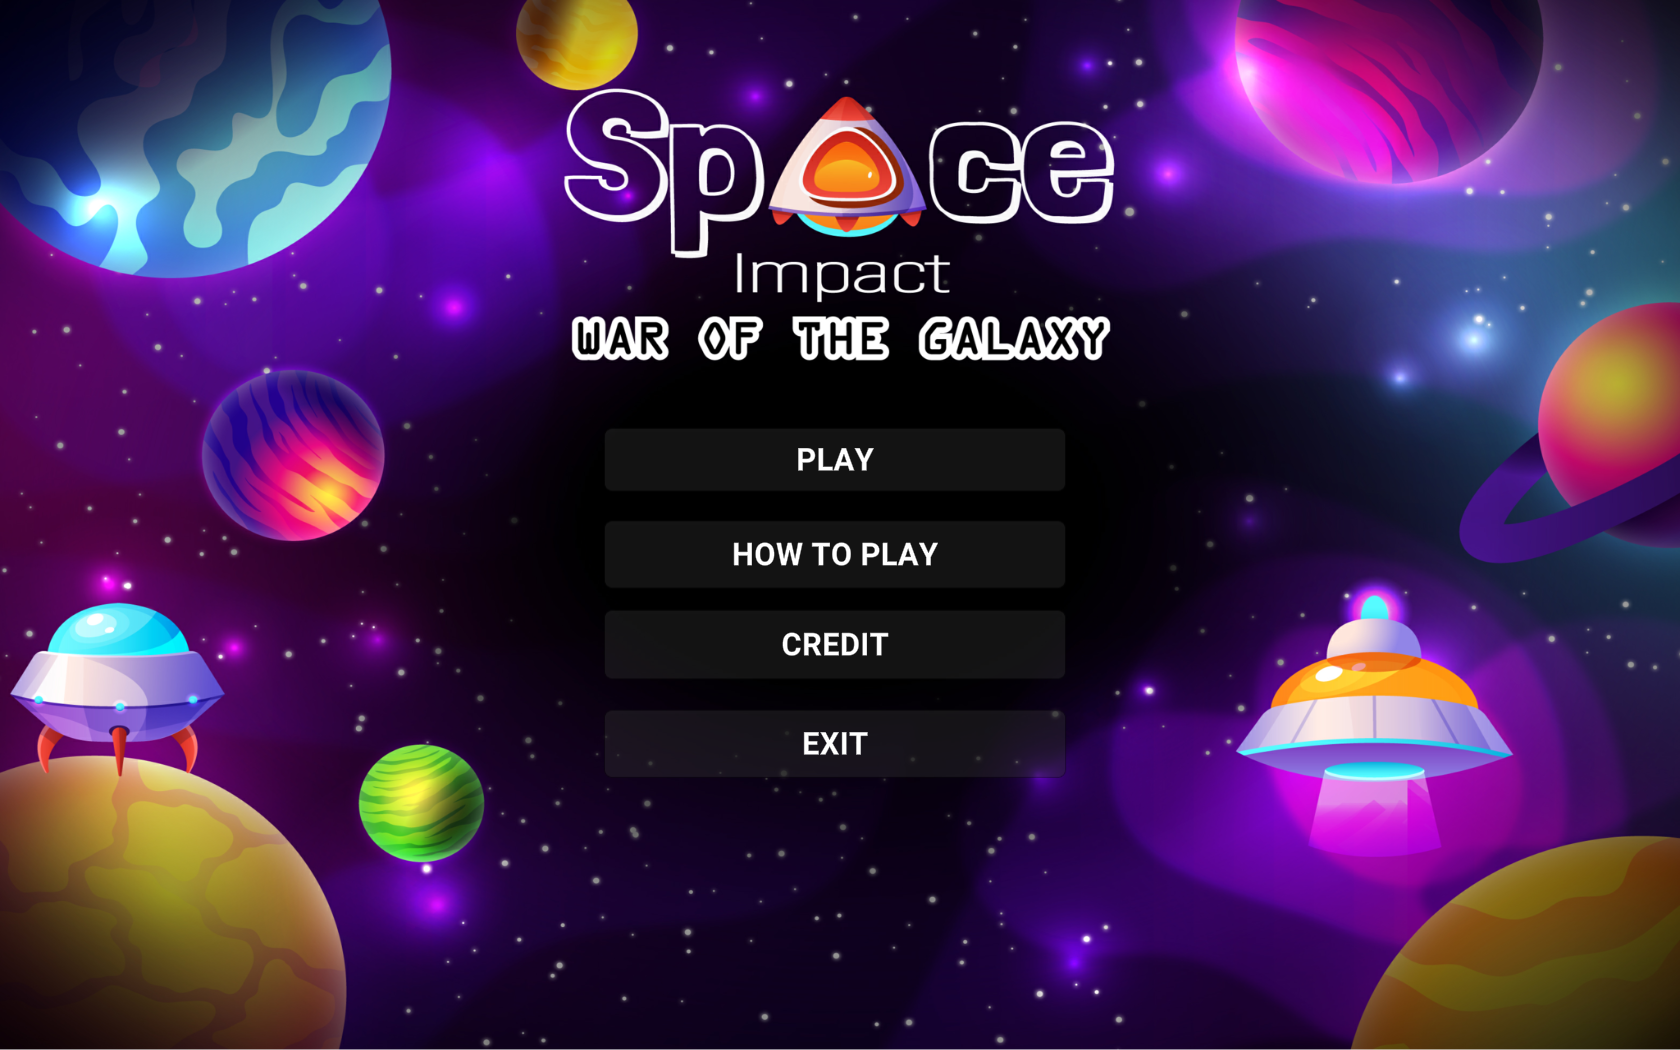 Space
Impact
WAR OF THE GALAXY
PLAY
HOW TO PLAY
CREDIT
EXIT